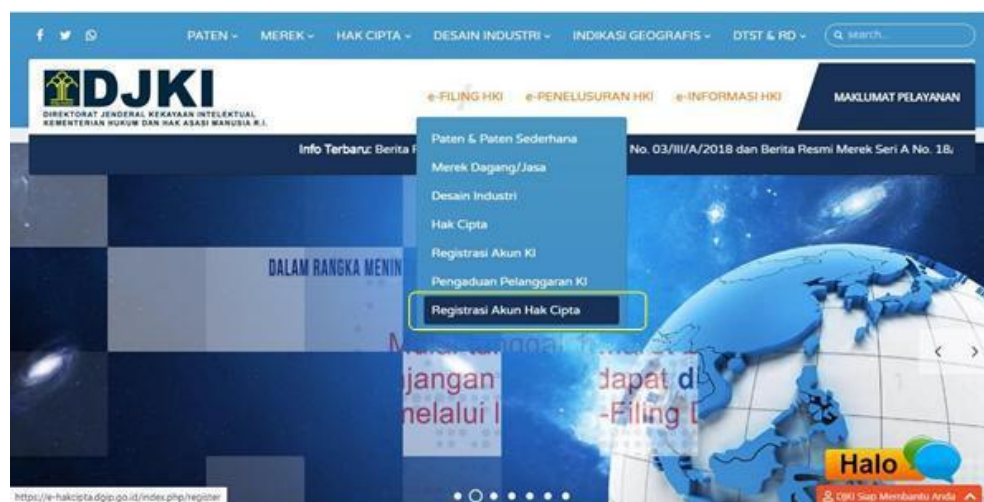 PATEN MEREK HAK CIPTA DESAIN INDUSTRI INDIKASI GEOGRAFIS DTST & RD Search...
DJKI
DIREKTORAT JENDERAL KEKAYAAN INTELEKTUAL
KEMENTERIAN HUKUM DAN HAK ASASI MANUSIA R.I.
e-FILING HKI e-PENELUSURAN HKI e-INFORMASI HKI MAKLUMAT PELAYANAN
Info Terbaru: Berita No. 03/III/A/2018 dan Berita Resmi Merek Seri A No. 18/
Paten & Paten Sederhana
Merek Dagang/Jasa
Desain Industri
Hak Cipta
Registrasi Akun KI
Pengaduan Pelanggaran KI
Registrasi Akun Hak Cipta
DALAM RANGKA MENIN
jangan dapat d
melalui -Filing
Halo
DJKI Siap Membantu Anda
https://e-hakcipta.dgip.go.id/index.php/register